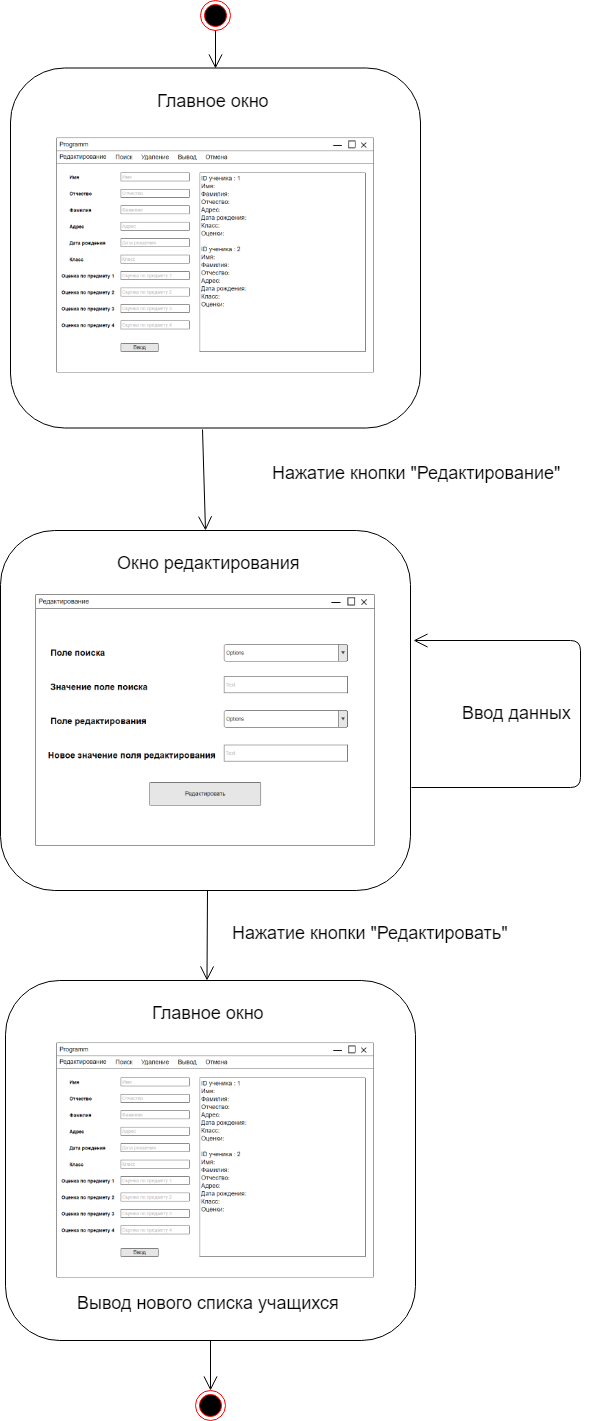 Главное окно
Programm
Редактирование Поиск Удаление Вывод Отмена
Имя Имя
Отчество Отчество
Фамилия Фамилия
Адрес Адрес
Дата рождения Дата рождения
Класс Класс
Оценка по предмету 1 Оценка по предмету 1
Оценка по предмету 2 Оценка по предмету 2
Оценка по предмету 3 Оценка по предмету 3
Оценка по предмету 4 Оценка по предмету 4
Ввод
ID ученика : 1
Имя:
Фамилия:
Отчество:
Адрес:
Дата рождения:
Класс:
Оценки:
ID ученика : 2
Имя:
Фамилия:
Отчество:
Адрес:
Дата рождения:
Класс:
Оценки:
Нажатие кнопки "Редактирование"
Окно редактирования
Редактирование
Поле поиска Options
Значение поле поиска Text
Поле редактирования Options
Новое значение поля редактирования Text
Редактировать
Ввод данных
Нажатие кнопки "Редактировать"
Главное окно
Programm
Редактирование Поиск Удаление Вывод Отмена
Имя Имя
Отчество Отчество
Фамилия Фамилия
Адрес Адрес
Дата рождения Дата рождения
Класс Класс
Оценка по предмету 1 Оценка по предмету 1
Оценка по предмету 2 Оценка по предмету 2
Оценка по предмету 3 Оценка по предмету 3
Оценка по предмету 4 Оценка по предмету 4
Ввод
ID ученика : 1
Имя:
Фамилия:
Отчество:
Адрес:
Дата рождения:
Класс:
Оценки:
ID ученика : 2
Имя:
Фамилия:
Отчество:
Адрес:
Дата рождения:
Класс:
Оценки:
Вывод нового списка учащихся